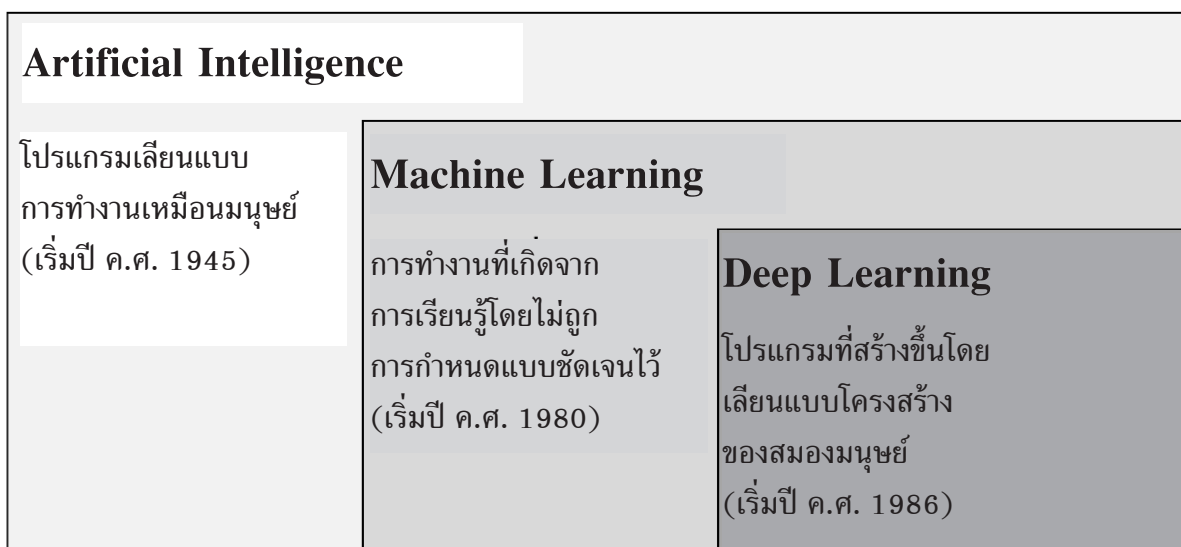 Artificial Intelligence
โปรแกรมเลียนแบบ
การทำงานเหมือนมนุษย์
(เริ่มปี ค.ศ. 1945)
Machine Learning
การทำงานที่เกิดจาก
การเรียนรู้โดยไม่ถูก
การกำหนดแบบชัดเจนไว้
(เริ่มปี ค.ศ. 1980)
Deep Learning
โปรแกรมที่สร้างขึ้นโดย
เลียนแบบโครงสร้าง
ของสมองมนุษย์
(เริ่มปี ค.ศ. 1986)